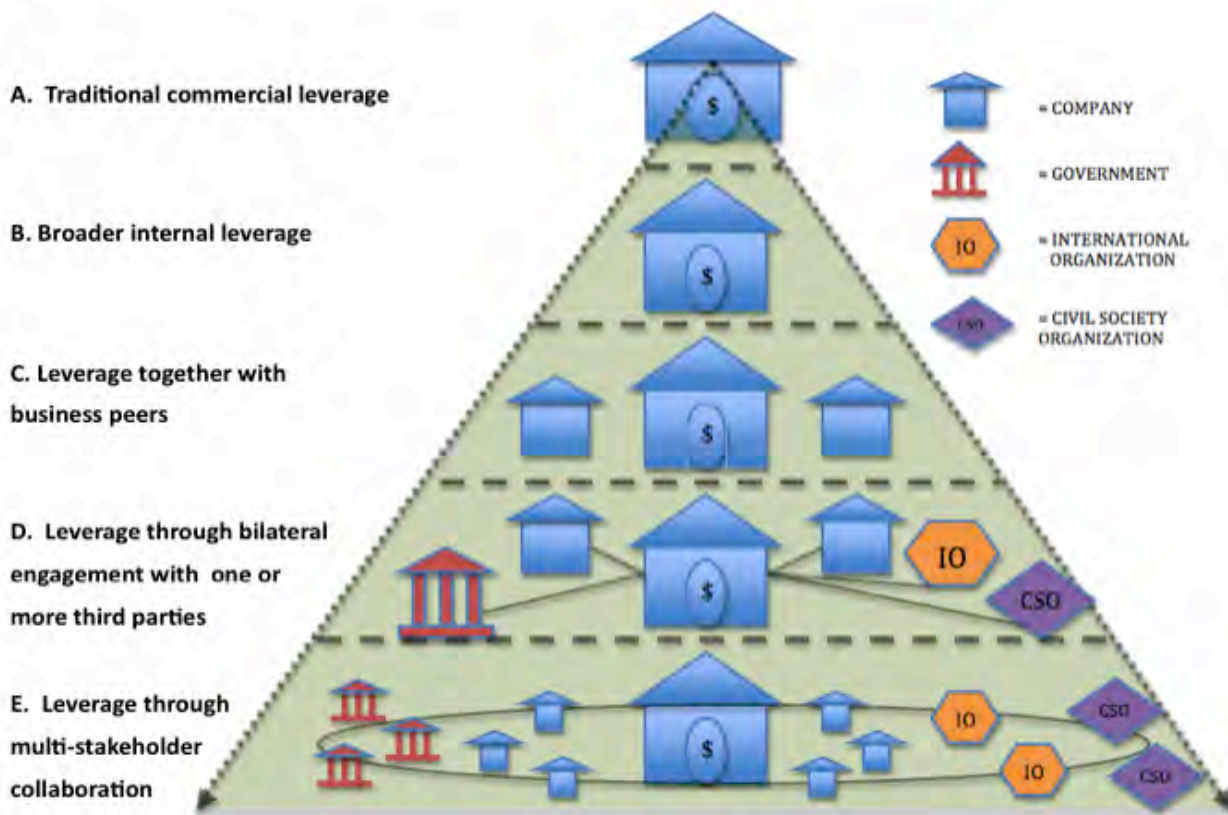 A. Traditional commercial leverage
$
= COMPANY
= GOVERNMENT
B. Broader internal leverage
$
IO
= INTERNATIONAL
ORGANIZATION
CSO
= CIVIL SOCIETY
ORGANIZATION
C. Leverage together with
business peers
$
D. Leverage through bilateral
engagement with one or
more third parties
$
IO
CSO
E. Leverage through
multi-stakeholder
collaboration
$
IO
CSO
IO
CSO